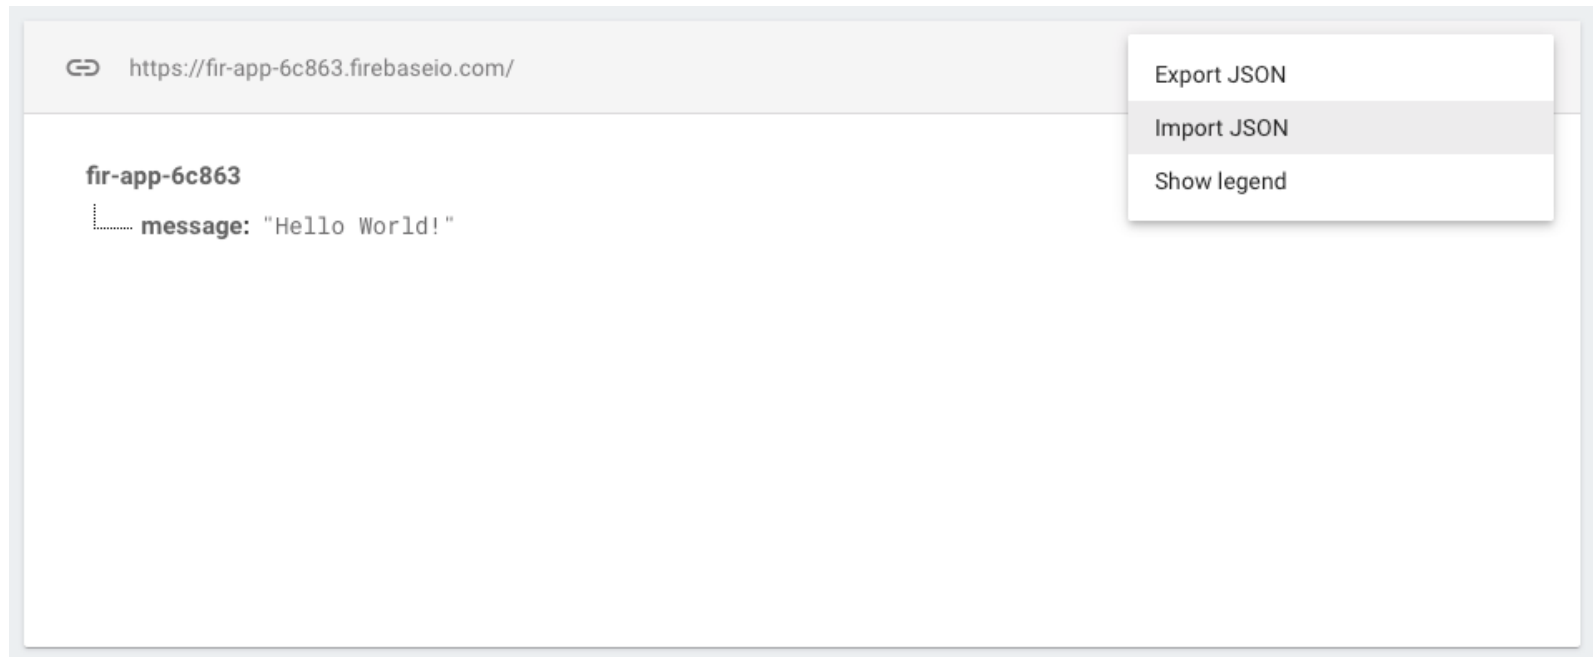 https://fir-app-6c863.firebaseio.com/
Export JSON
Import JSON
Show legend
fir-app-6c863
message: "Hello World!"